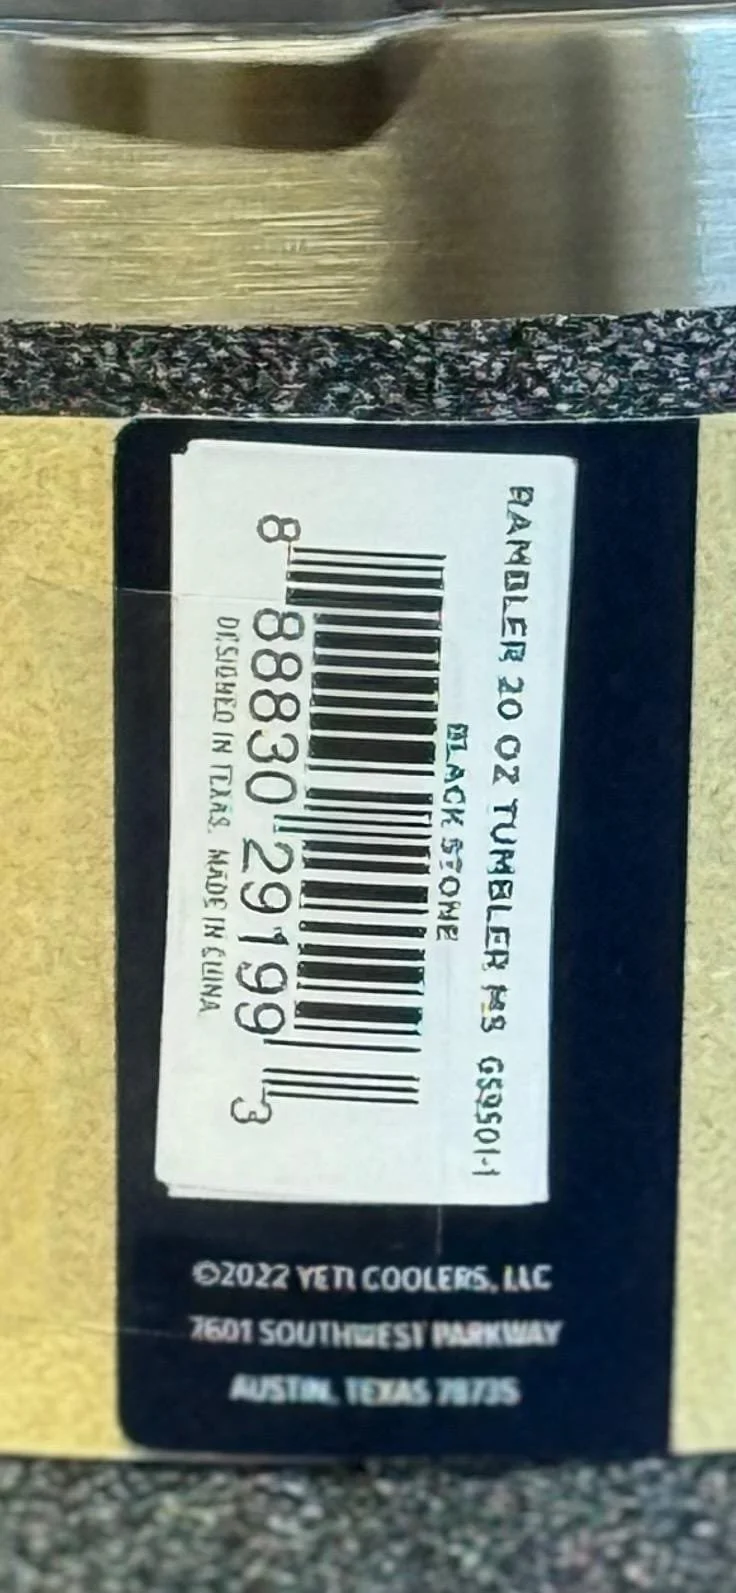 RAMBLER 20 OZ TUMBLER MS GS9501-1
BLACK STONE
8 88830 29199 3
DESIGNED IN TEXAS. MADE IN CHINA
©2022 YETI COOLERS, LLC
7601 SOUTHWEST PARKWAY
AUSTIN, TEXAS 78735